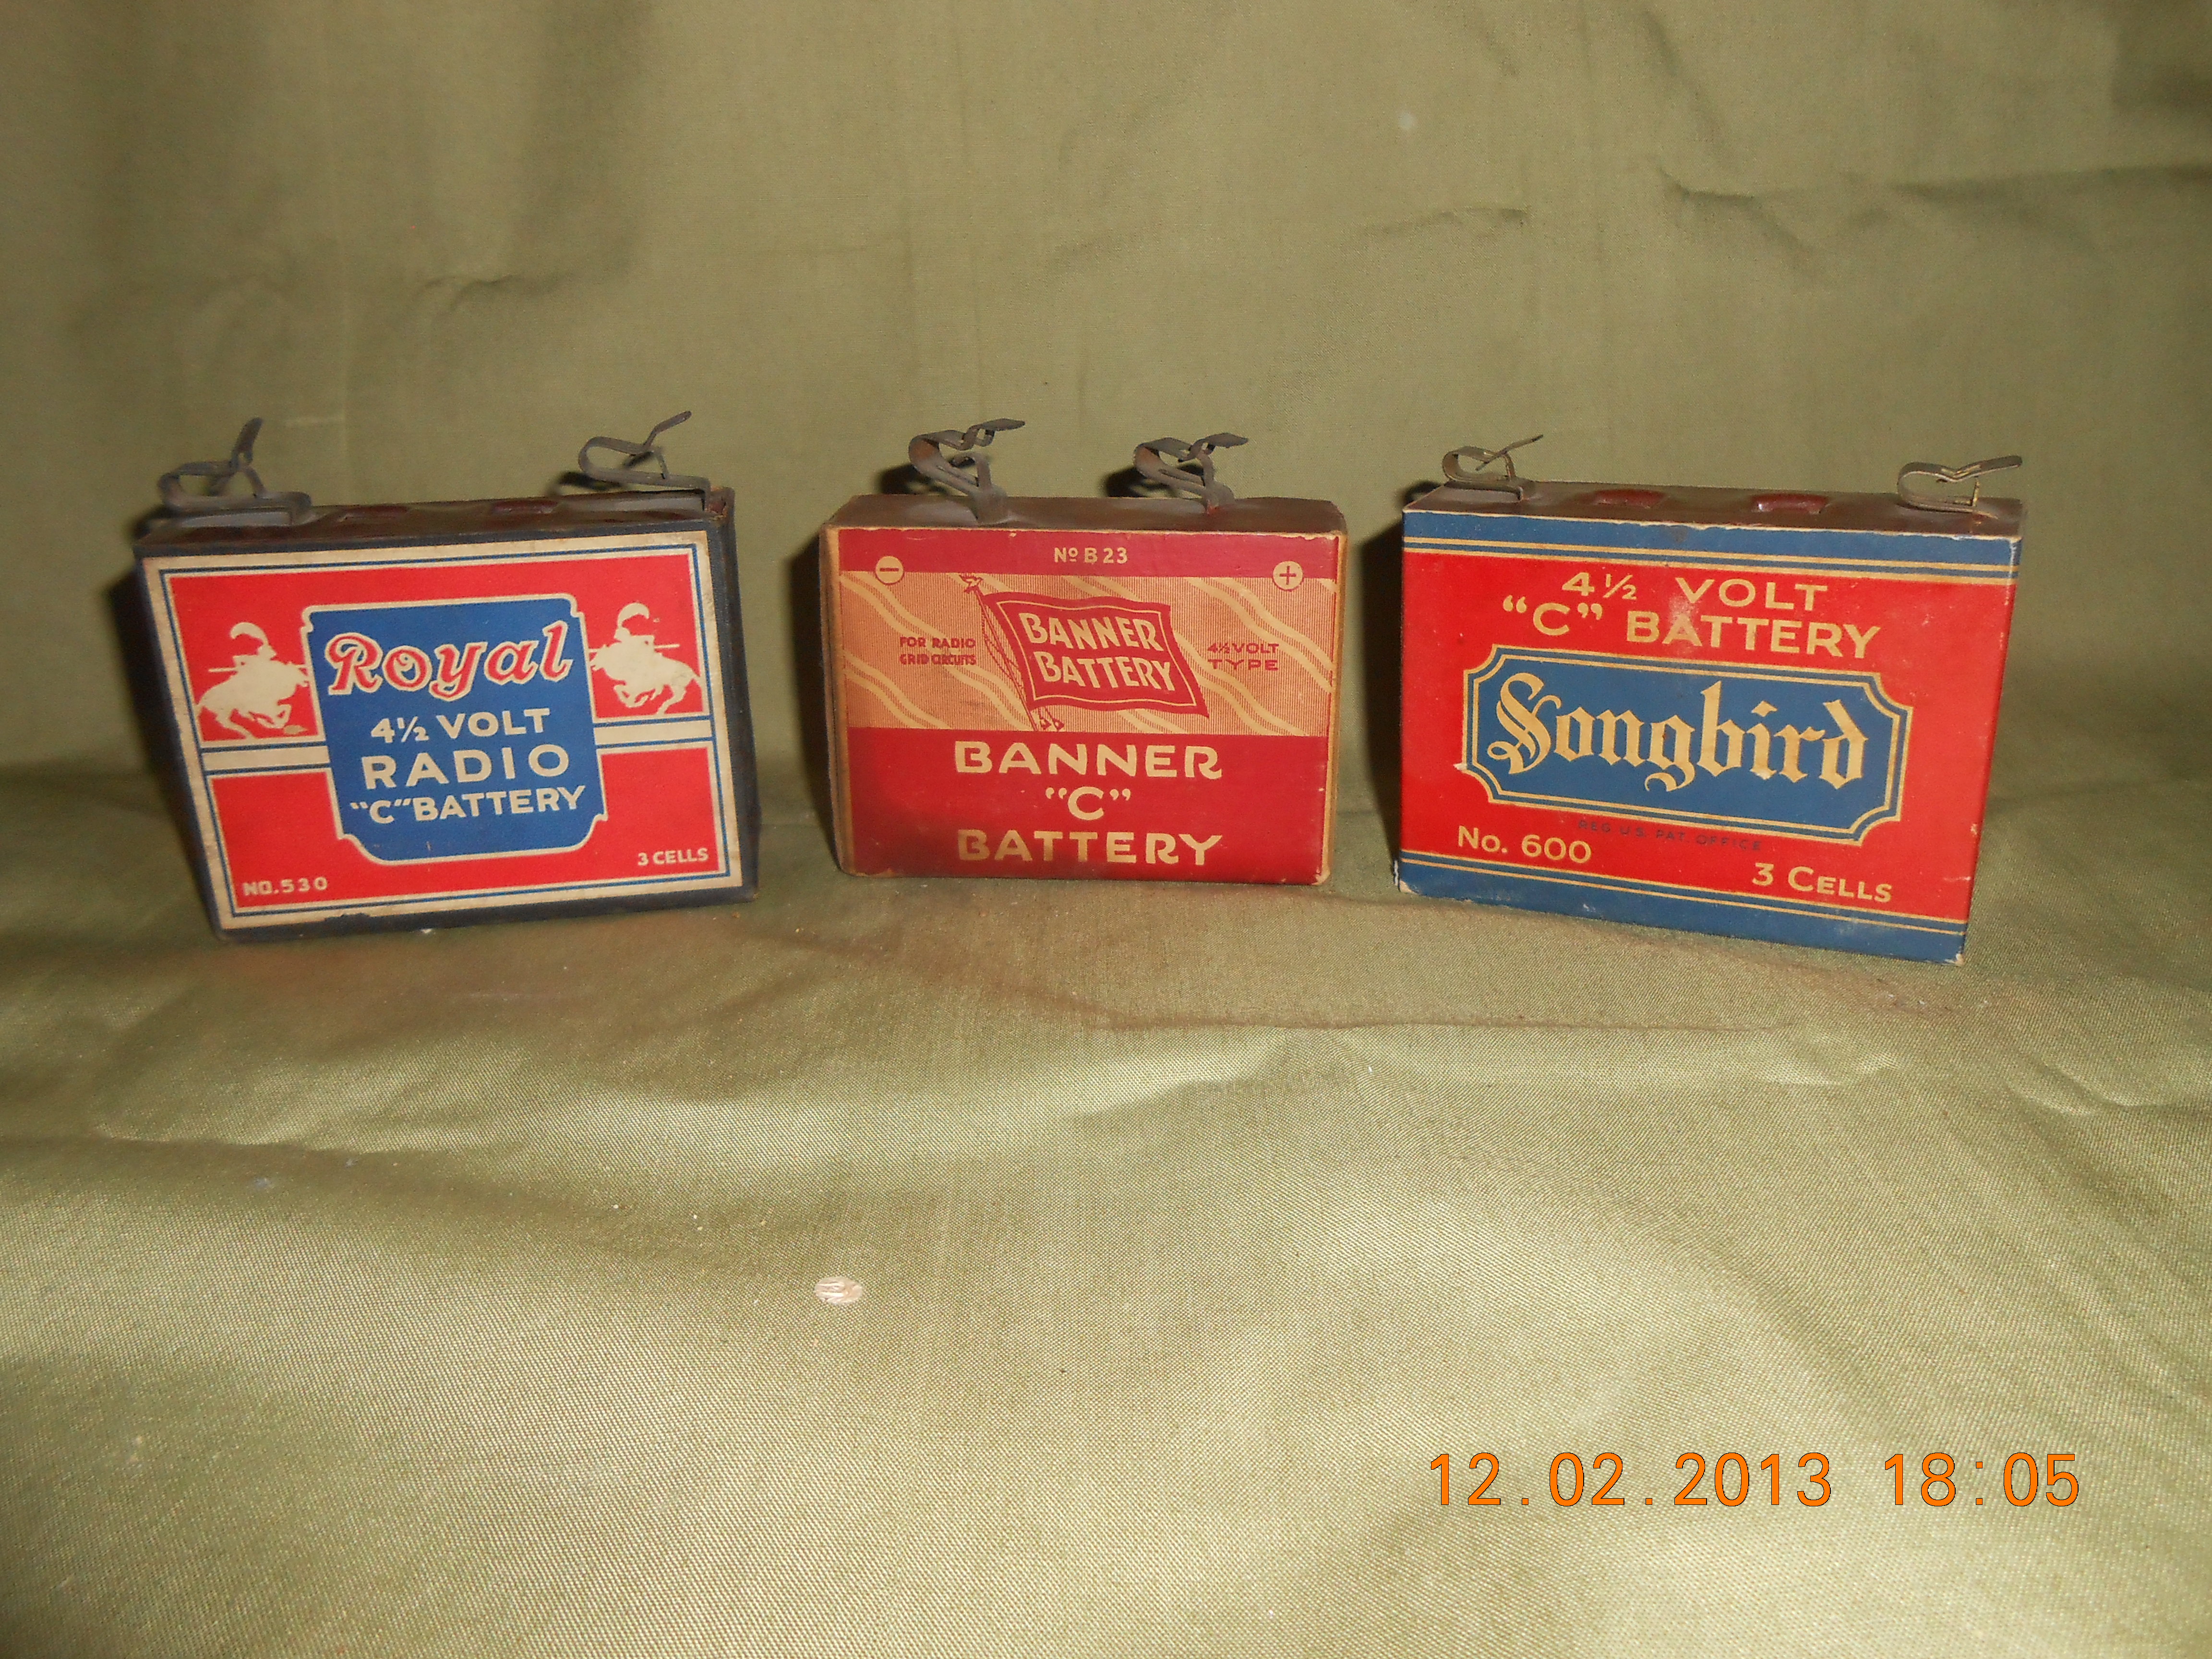 Royal
4½ VOLT
RADIO
"C" BATTERY
3 CELLS
NO. 530
Nº B 23
−
+
FOR RADIO
GRID CIRCUITS
BANNER
BATTERY
4½ VOLT
TYPE
BANNER
"C"
BATTERY
4½ VOLT
"C" BATTERY
Songbird
REG. U.S. PAT. OFFICE
No. 600
3 CELLS
12.02.2013 18:05